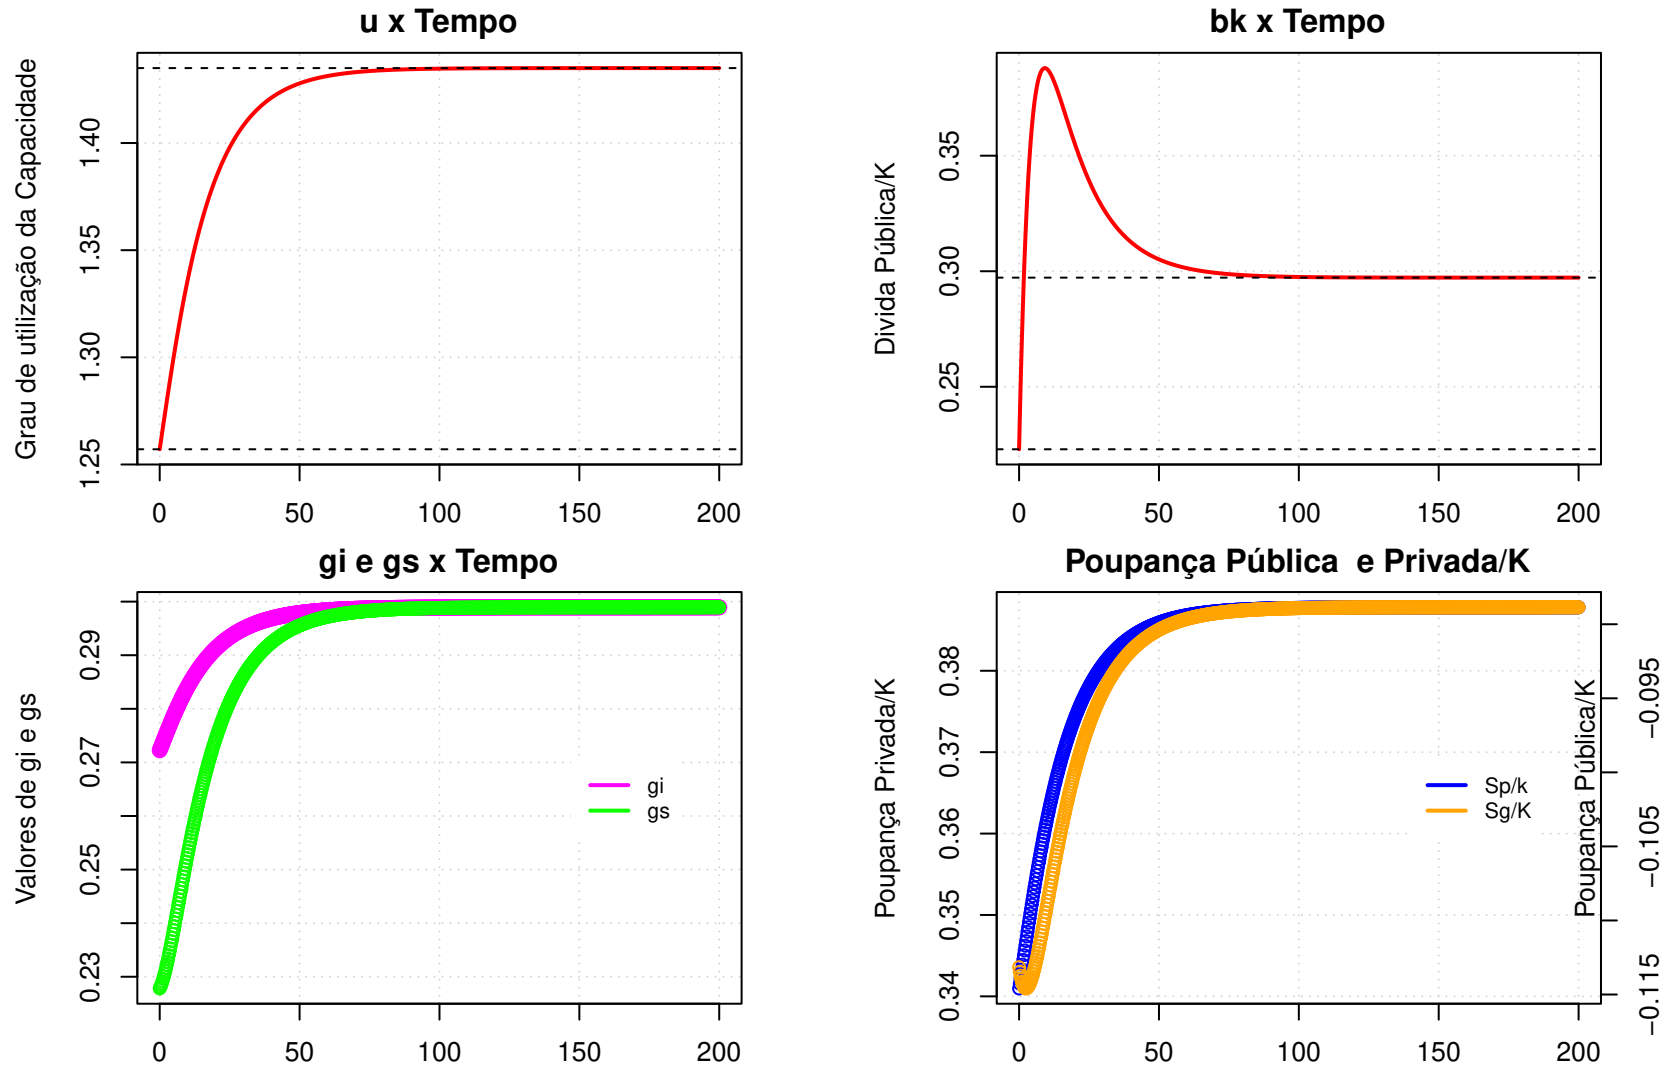 u x Tempo
Grau de utilização da Capacidade
1.40
1.35
1.30
1.25
0 50 100 150 200
bk x Tempo
Divida Pública/K
0.35
0.30
0.25
0 50 100 150 200
gi e gs x Tempo
Valores de gi e gs
0.29
0.27
0.25
0.23
gi
gs
0 50 100 150 200
Poupança Pública e Privada/K
Poupança Privada/K
0.38
0.37
0.36
0.35
0.34
Sp/k
Sg/K
Poupança Pública/K
−0.095
−0.105
−0.115
0 50 100 150 200